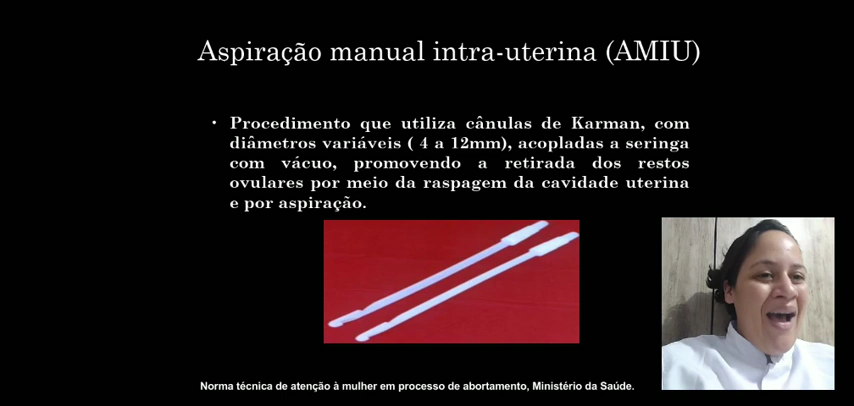 Aspiração manual intra-uterina (AMIU)
• Procedimento que utiliza cânulas de Karman, com
diâmetros variáveis ( 4 a 12mm), acopladas a seringa
com vácuo, promovendo a retirada dos restos
ovulares por meio da raspagem da cavidade uterina
e por aspiração.
Norma técnica de atenção à mulher em processo de abortamento, Ministério da Saúde.